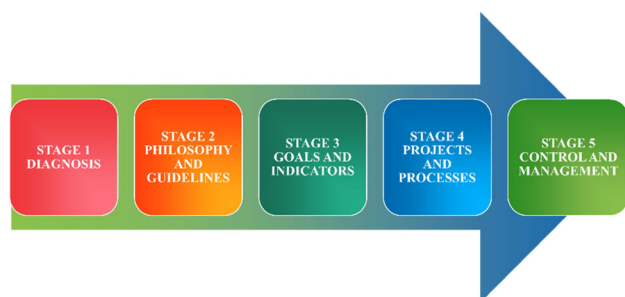 STAGE 1
DIAGNOSIS
STAGE 2
PHILOSOPHY
AND
GUIDELINES
STAGE 3
GOALS AND
INDICATORS
STAGE 4
PROJECTS
AND
PROCESSES
STAGE 5
CONTROL AND
MANAGEMENT